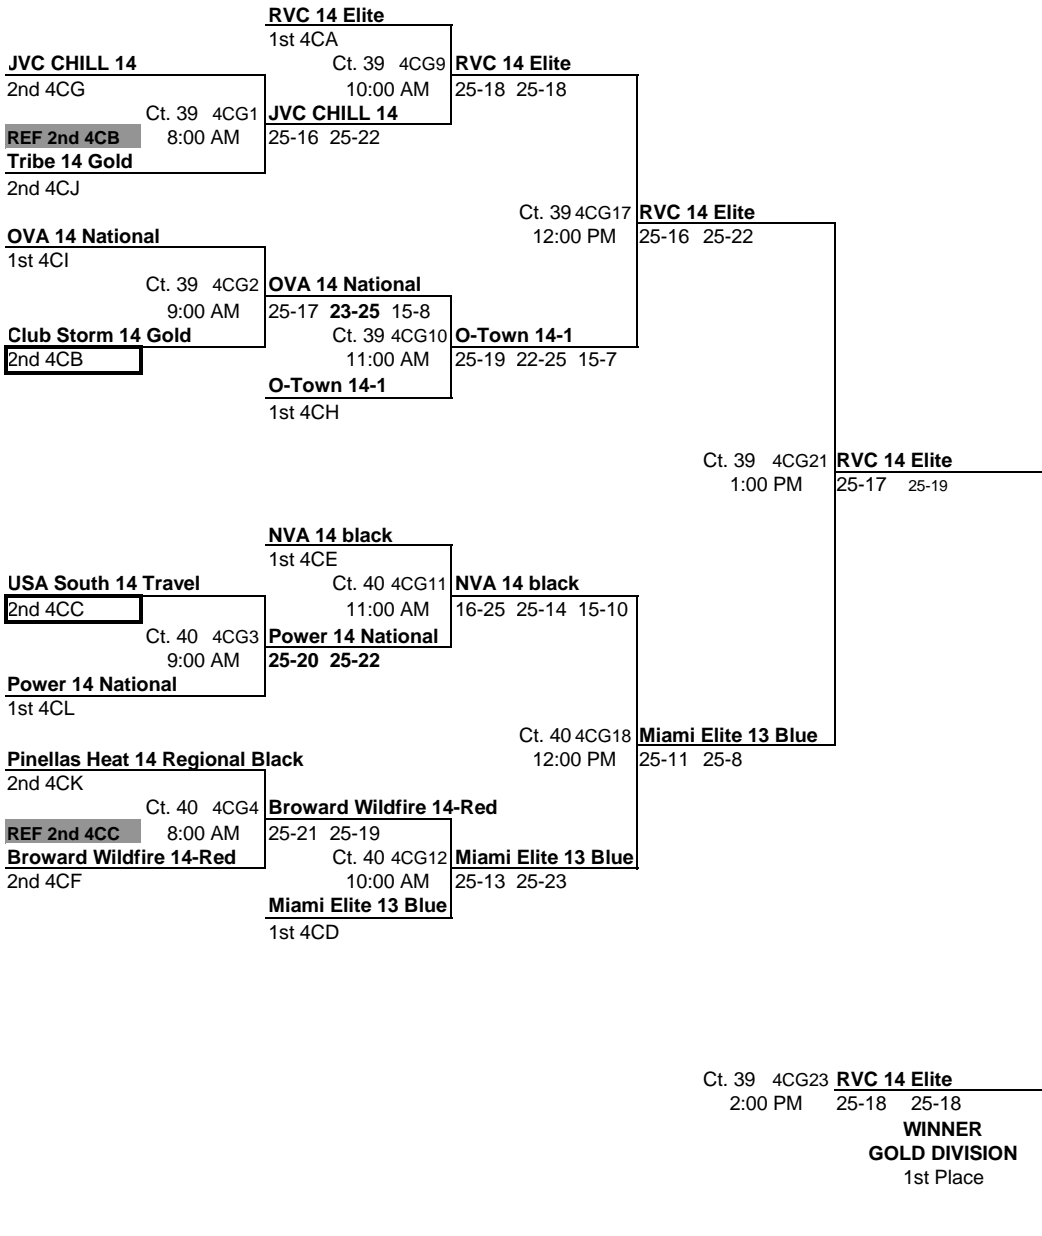 RVC 14 Elite
1st 4CA
JVC CHILL 14
Ct. 39 4CG9 RVC 14 Elite
2nd 4CG
10:00 AM 25-18 25-18
Ct. 39 4CG1 JVC CHILL 14
REF 2nd 4CB 8:00 AM 25-16 25-22
Tribe 14 Gold
2nd 4CJ
Ct. 39 4CG17 RVC 14 Elite
OVA 14 National
12:00 PM 25-16 25-22
1st 4CI
Ct. 39 4CG2 OVA 14 National
9:00 AM 25-17 23-25 15-8
Club Storm 14 Gold
Ct. 39 4CG10 O-Town 14-1
2nd 4CB
11:00 AM 25-19 22-25 15-7
O-Town 14-1
1st 4CH
Ct. 39 4CG21 RVC 14 Elite
1:00 PM 25-17 25-19
NVA 14 black
1st 4CE
USA South 14 Travel
Ct. 40 4CG11 NVA 14 black
2nd 4CC
11:00 AM 16-25 25-14 15-10
Ct. 40 4CG3 Power 14 National
9:00 AM 25-20 25-22
Power 14 National
1st 4CL
Ct. 40 4CG18 Miami Elite 13 Blue
Pinellas Heat 14 Regional Black
12:00 PM 25-11 25-8
2nd 4CK
Ct. 40 4CG4 Broward Wildfire 14-Red
REF 2nd 4CC 8:00 AM 25-21 25-19
Broward Wildfire 14-Red
Ct. 40 4CG12 Miami Elite 13 Blue
2nd 4CF
10:00 AM 25-13 25-23
Miami Elite 13 Blue
1st 4CD
Ct. 39 4CG23 RVC 14 Elite
2:00 PM 25-18 25-18
WINNER
GOLD DIVISION
1st Place